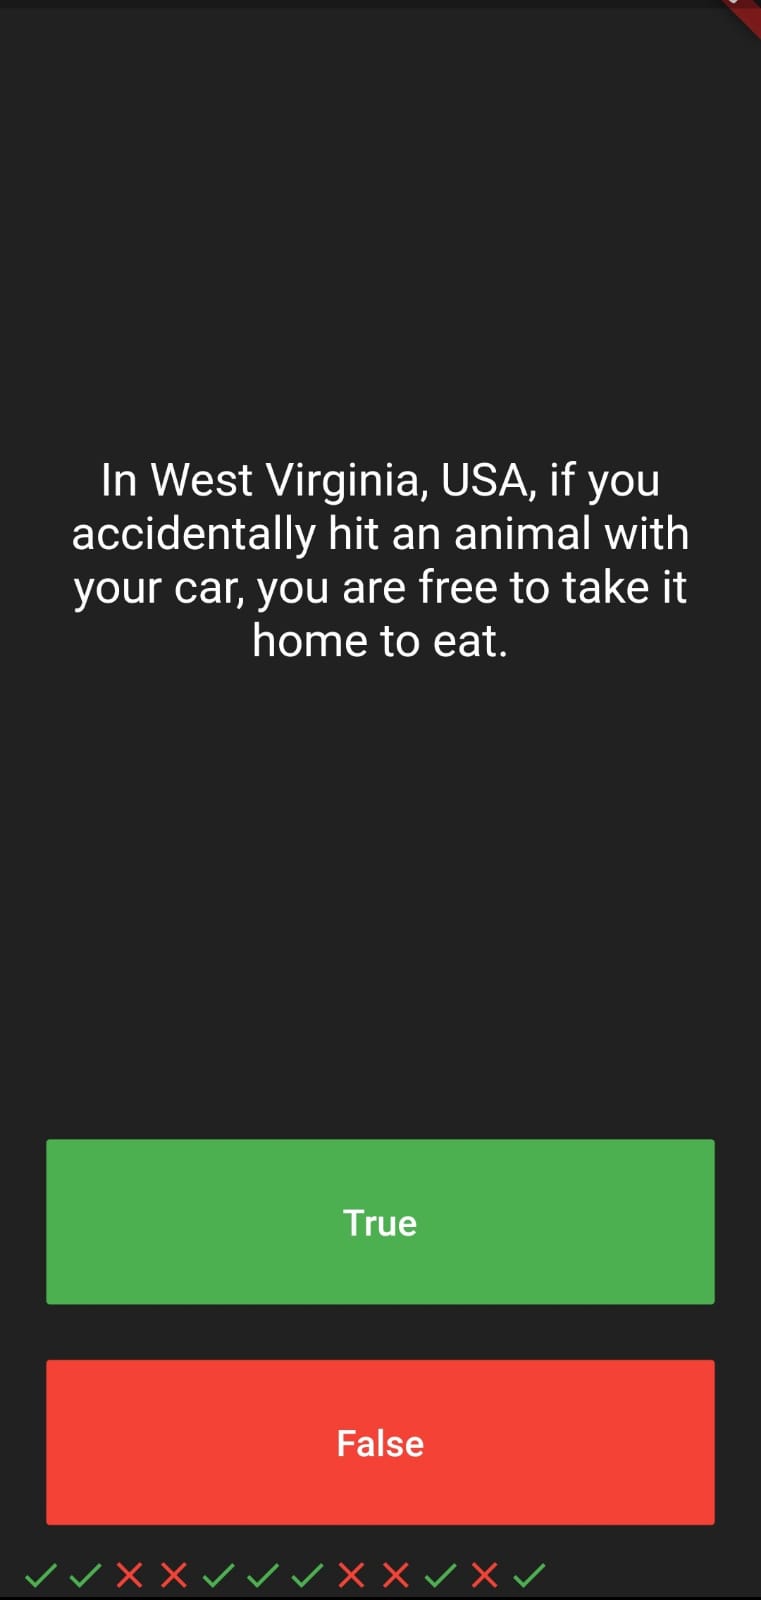 In West Virginia, USA, if you
accidentally hit an animal with
your car, you are free to take it
home to eat.
True
False